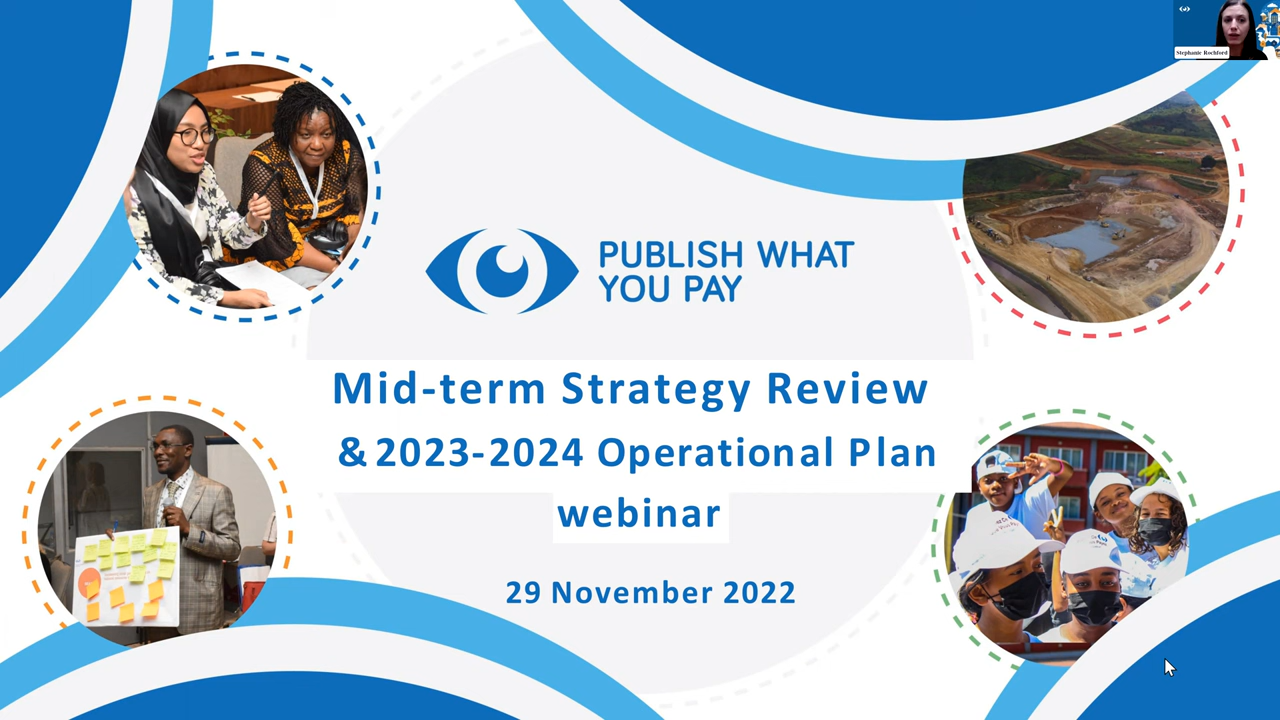 Stephanie Rochford
PUBLISH WHAT
YOU PAY
Mid-term Strategy Review
& 2023-2024 Operational Plan
webinar
29 November 2022